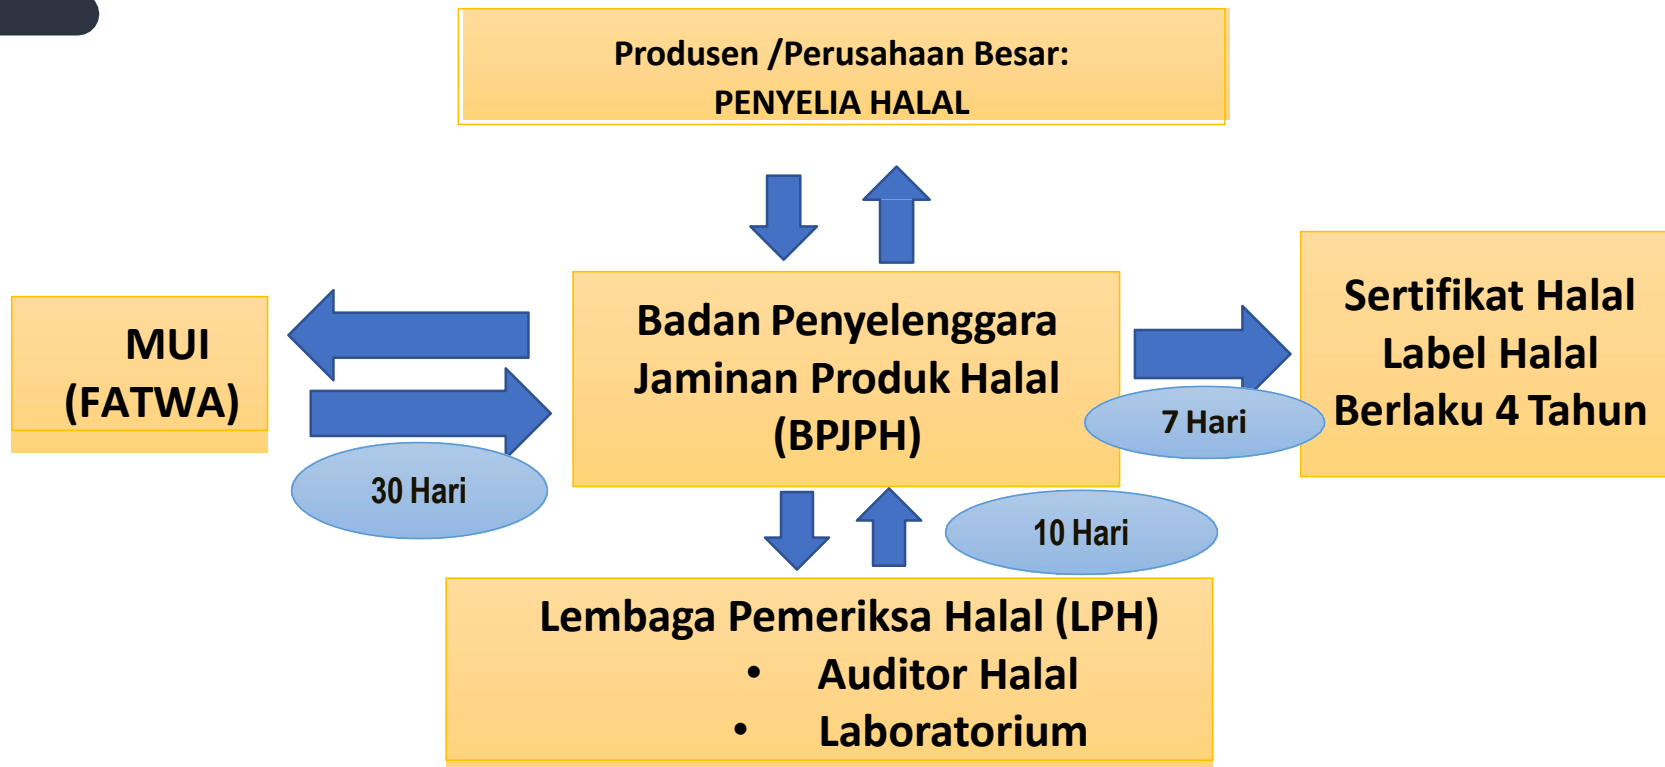 Produsen /Perusahaan Besar:
PENYELIA HALAL
MUI
(FATWA)
30 Hari
Badan Penyelenggara
Jaminan Produk Halal
(BPJPH)
7 Hari
Sertifikat Halal
Label Halal
Berlaku 4 Tahun
10 Hari
Lembaga Pemeriksa Halal (LPH)
• Auditor Halal
• Laboratorium